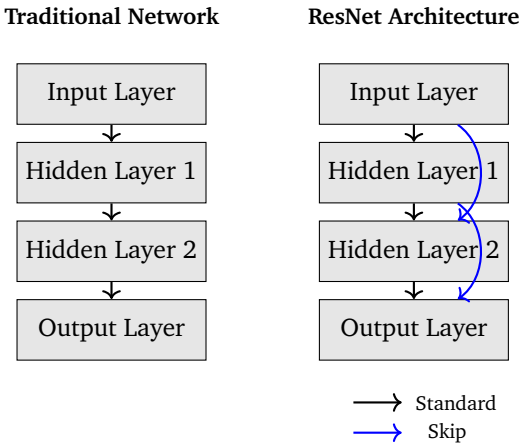 Traditional Network
Input Layer
Hidden Layer 1
Hidden Layer 2
Output Layer
ResNet Architecture
Input Layer
Hidden Layer 1
Hidden Layer 2
Output Layer
Standard
Skip